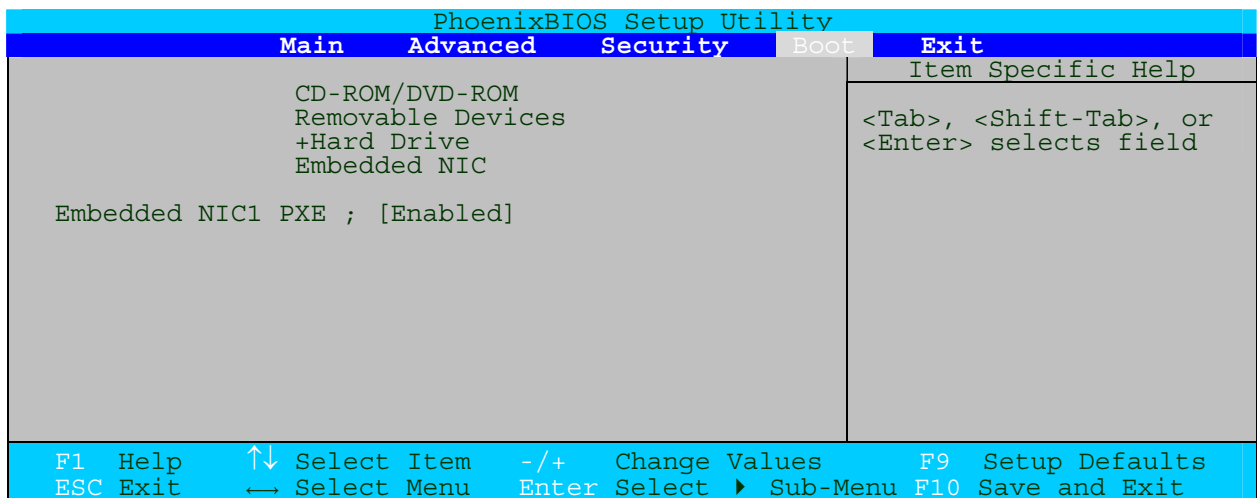 PhoenixBIOS Setup Utility
Main Advanced Security Boot Exit
Item Specific Help
CD-ROM/DVD-ROM
Removable Devices
+Hard Drive
Embedded NIC
<Tab>, <Shift-Tab>, or
<Enter> selects field
Embedded NIC1 PXE ; [Enabled]
F1 Help ↑↓ Select Item -/+ Change Values F9 Setup Defaults
ESC Exit ←→ Select Menu Enter Select ▶ Sub-Menu F10 Save and Exit